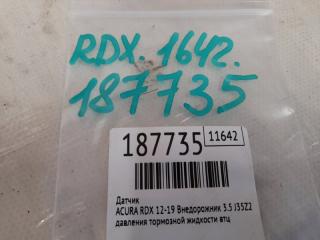 RDX. 1642.
187735
187735 11642
Датчик
ACURA RDX 12-19 Внедорожник 3.5 J35Z2
давления тормозной жидкости втц